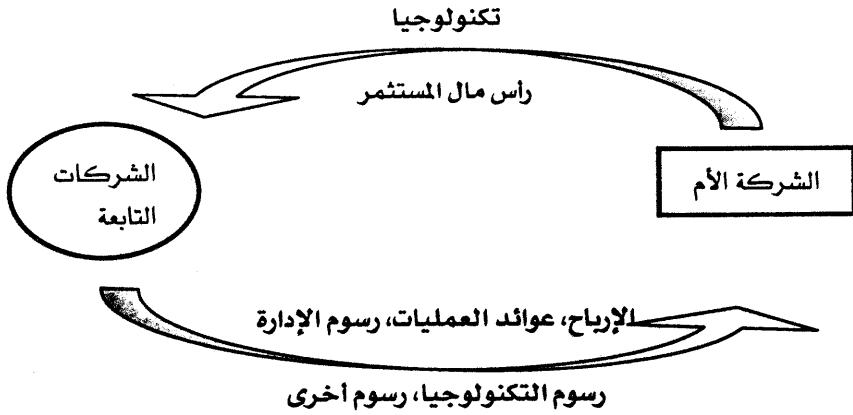 تكنولوجيا
رأس مال المستثمر
الشركة الأم
الشركات
التابعة
الإرباح، عوائد العمليات، رسوم الإدارة
رسوم التكنولوجيا، رسوم أخرى